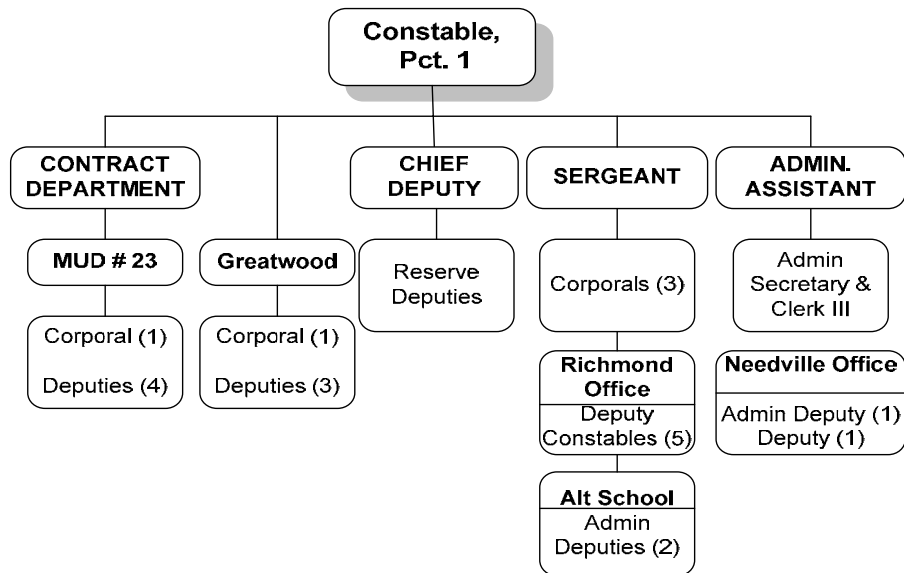 Constable,
Pct. 1
CONTRACT
DEPARTMENT
CHIEF
DEPUTY
SERGEANT
ADMIN.
ASSISTANT
MUD # 23
Greatwood
Reserve
Deputies
Corporals (3)
Admin
Secretary &
Clerk III
Corporal (1)
Deputies (4)
Corporal (1)
Deputies (3)
Richmond
Office
Deputy
Constables (5)
Needville Office
Admin Deputy (1)
Deputy (1)
Alt School
Admin
Deputies (2)